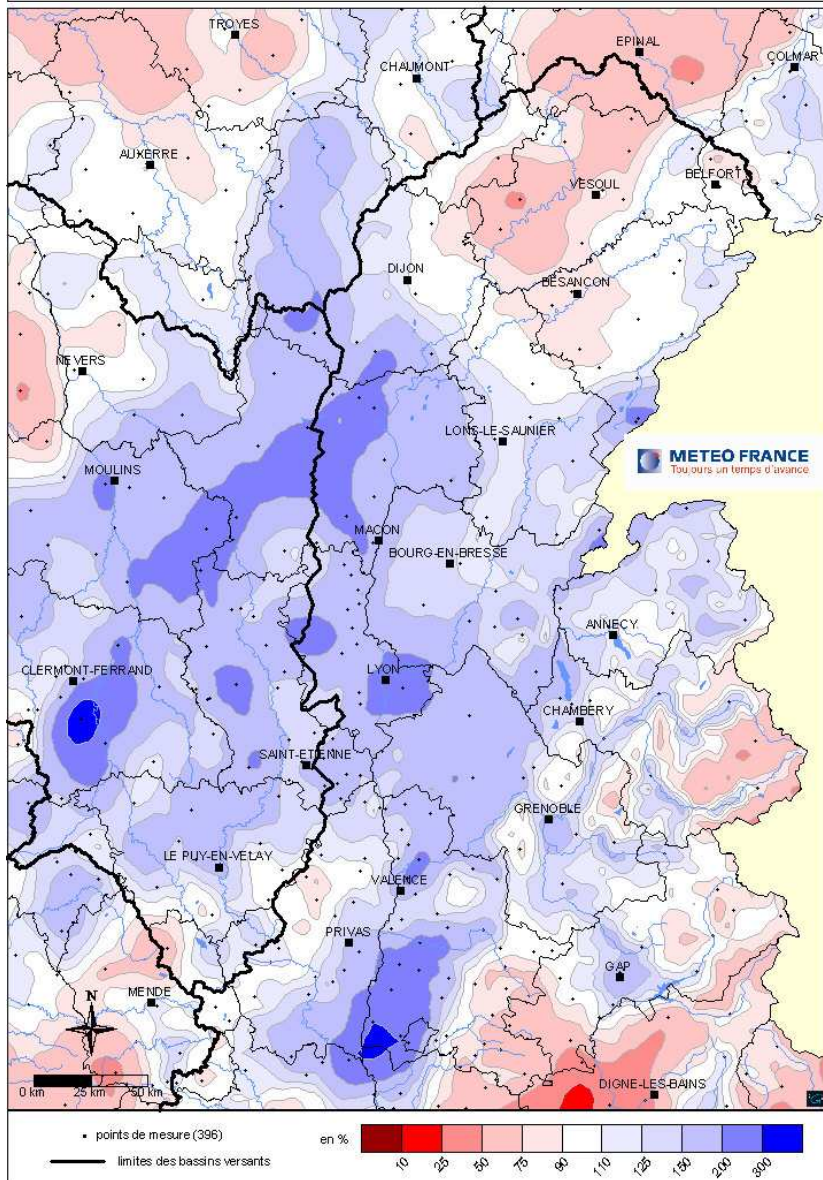 TROYES
EPINAL
CHAUMONT
COLMAR
AUXERRE
VESOUL
BELFORT
DIJON
BESANCON
NEVERS
LONS-LE-SAUNIER
METEO FRANCE
Toujours un temps d'avance
MOULINS
MACON
BOURG-EN-BRESSE
ANNECY
CLERMONT-FERRAND
LYON
CHAMBERY
SAINT-ETIENNE
GRENOBLE
LE PUY-EN-VELAY
VALENCE
PRIVAS
GAP
N
MENDE
DIGNE-LES-BAINS
0 km 25 km 50 km
points de mesure (396)
en %
limites des bassins versants
10 25 50 75 90 110 125 150 200 300